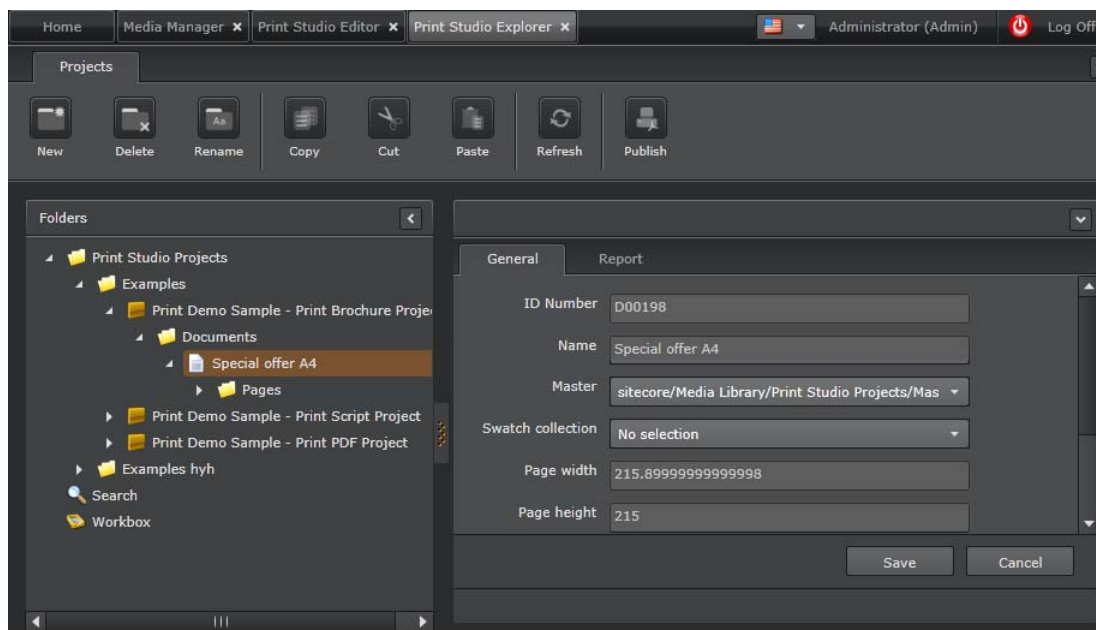 Home
Media Manager ×
Print Studio Editor ×
Print Studio Explorer ×
Administrator (Admin)
Log Off
Projects
Aa
New
Delete
Rename
Copy
Cut
Paste
Refresh
Publish
Folders
Print Studio Projects
Examples
Print Demo Sample - Print Brochure Proje
Documents
Special offer A4
Pages
Print Demo Sample - Print Script Project
Print Demo Sample - Print PDF Project
Examples hyh
Search
Workbox
General
Report
ID Number D00198
Name Special offer A4
Master sitecore/Media Library/Print Studio Projects/Mas
Swatch collection No selection
Page width 215.89999999999998
Page height 215
Save
Cancel